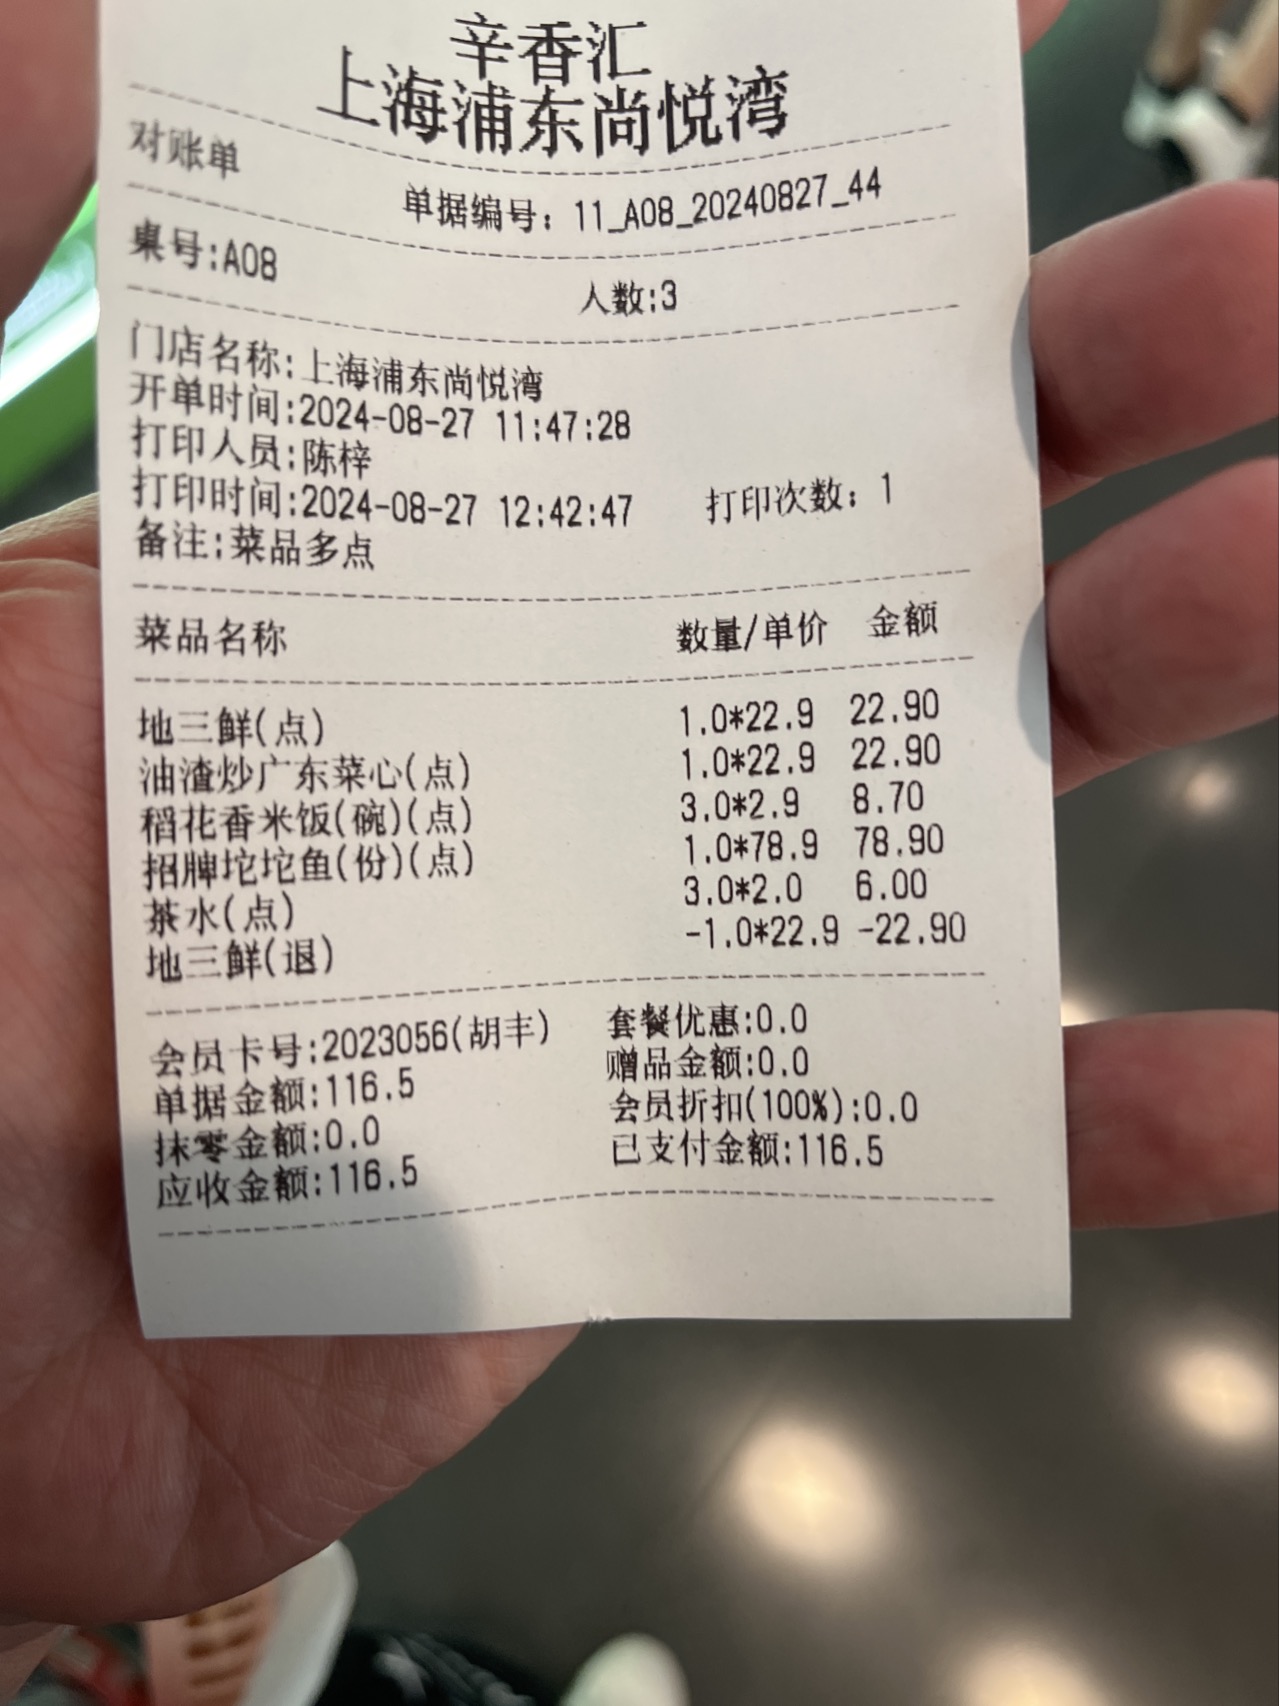 辛香汇
上海浦东尚悦湾
对账单
单据编号：11_A08_20240827_44
桌号:A08
人数:3
门店名称:上海浦东尚悦湾
开单时间:2024-08-27 11:47:28
打印人员:陈梓
打印时间:2024-08-27 12:42:47 打印次数：1
备注:菜品多点
菜品名称 数量/单价 金额
地三鲜(点) 1.0*22.9 22.90
油渣炒广东菜心(点) 1.0*22.9 22.90
稻花香米饭(碗)(点) 3.0*2.9 8.70
招牌坨坨鱼(份)(点) 1.0*78.9 78.90
茶水(点) 3.0*2.0 6.00
地三鲜(退) -1.0*22.9 -22.90
会员卡号:2023056(胡丰) 套餐优惠:0.0
单据金额:116.5 赠品金额:0.0
抹零金额:0.0 会员折扣(100%):0.0
应收金额:116.5 已支付金额:116.5